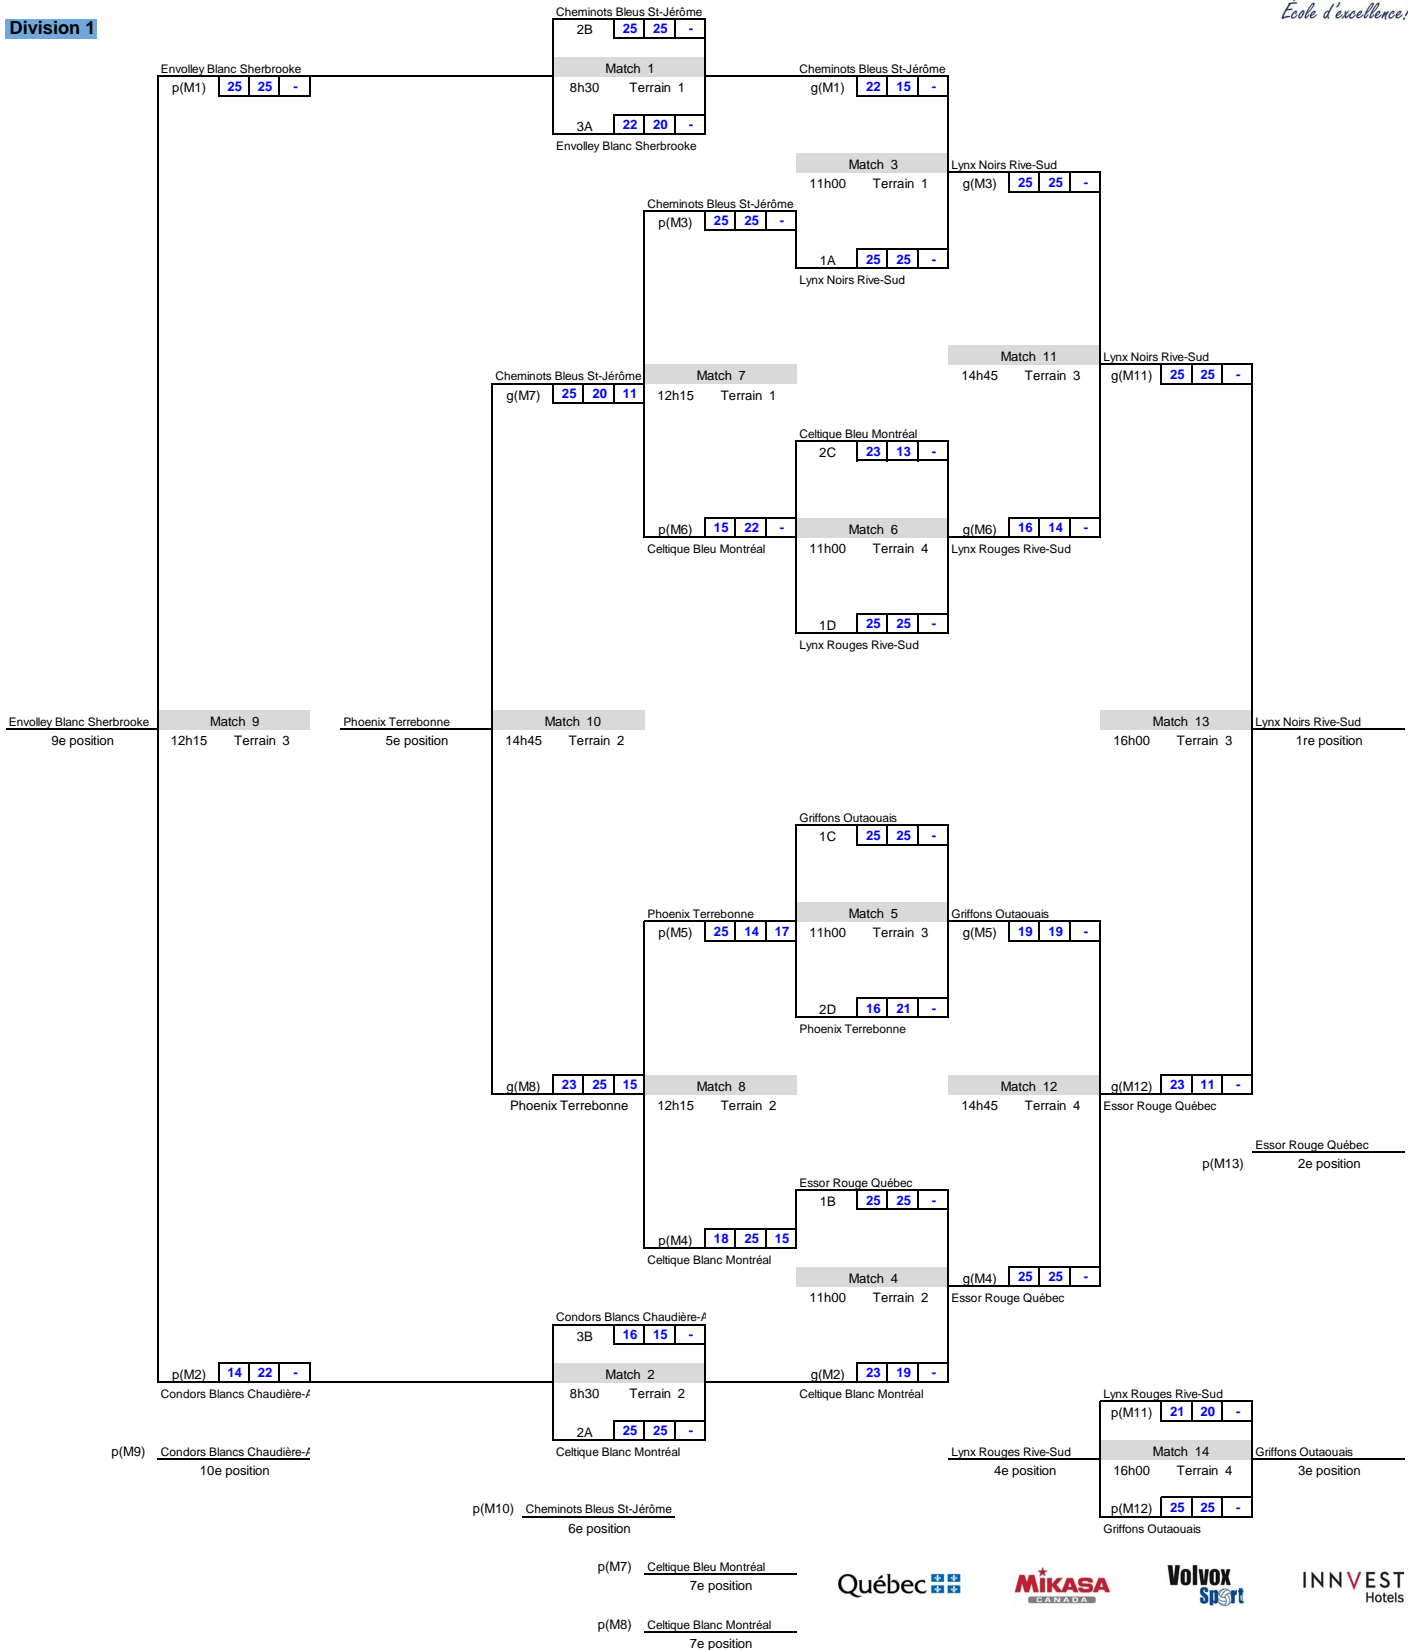 École d'excellence!
Division 1
Cheminots Bleus St-Jérôme
2B 25 25 -
Envolley Blanc Sherbrooke Match 1 Cheminots Bleus St-Jérôme
p(M1) 25 25 - 8h30 Terrain 1 g(M1) 22 15 -
3A 22 20 -
Envolley Blanc Sherbrooke
Match 3 Lynx Noirs Rive-Sud
11h00 Terrain 1 g(M3) 25 25 -
Cheminots Bleus St-Jérôme
p(M3) 25 25 -
1A 25 25 -
Lynx Noirs Rive-Sud
Match 11 Lynx Noirs Rive-Sud
14h45 Terrain 3 g(M11) 25 25 -
Cheminots Bleus St-Jérôme Match 7
g(M7) 25 20 11 12h15 Terrain 1
Celtique Bleu Montréal
2C 23 13 -
p(M6) 15 22 - Match 6 g(M6) 16 14 -
Celtique Bleu Montréal 11h00 Terrain 4 Lynx Rouges Rive-Sud
1D 25 25 -
Lynx Rouges Rive-Sud
Envolley Blanc Sherbrooke Match 9 Phoenix Terrebonne Match 10 Match 13 Lynx Noirs Rive-Sud
9e position 12h15 Terrain 3 5e position 14h45 Terrain 2 16h00 Terrain 3 1re position
Griffons Outaouais
1C 25 25 -
Phoenix Terrebonne Match 5 Griffons Outaouais
p(M5) 25 14 17 11h00 Terrain 3 g(M5) 19 19 -
2D 16 21 -
Phoenix Terrebonne
g(M8) 23 25 15 Match 8 Match 12 g(M12) 23 11 -
Phoenix Terrebonne 12h15 Terrain 2 14h45 Terrain 4 Essor Rouge Québec
Essor Rouge Québec
p(M13) 2e position
Essor Rouge Québec
1B 25 25 -
p(M4) 18 25 15
Celtique Blanc Montréal
Match 4 g(M4) 25 25 -
11h00 Terrain 2 Essor Rouge Québec
Condors Blancs Chaudière-A
3B 16 15 -
p(M2) 14 22 - Match 2 g(M2) 23 19 -
Condors Blancs Chaudière-A 8h30 Terrain 2 Celtique Blanc Montréal
Lynx Rouges Rive-Sud
p(M11) 21 20 -
2A 25 25 -
p(M9) Condors Blancs Chaudière-A Celtique Blanc Montréal Lynx Rouges Rive-Sud Match 14 Griffons Outaouais
10e position 4e position 16h00 Terrain 4 3e position
p(M10) Cheminots Bleus St-Jérôme p(M12) 25 25 -
6e position Griffons Outaouais
p(M7) Celtique Bleu Montréal
7e position
Québec MIKASA CANADA Volvox Sport INNVEST Hotels
p(M8) Celtique Blanc Montréal
7e position